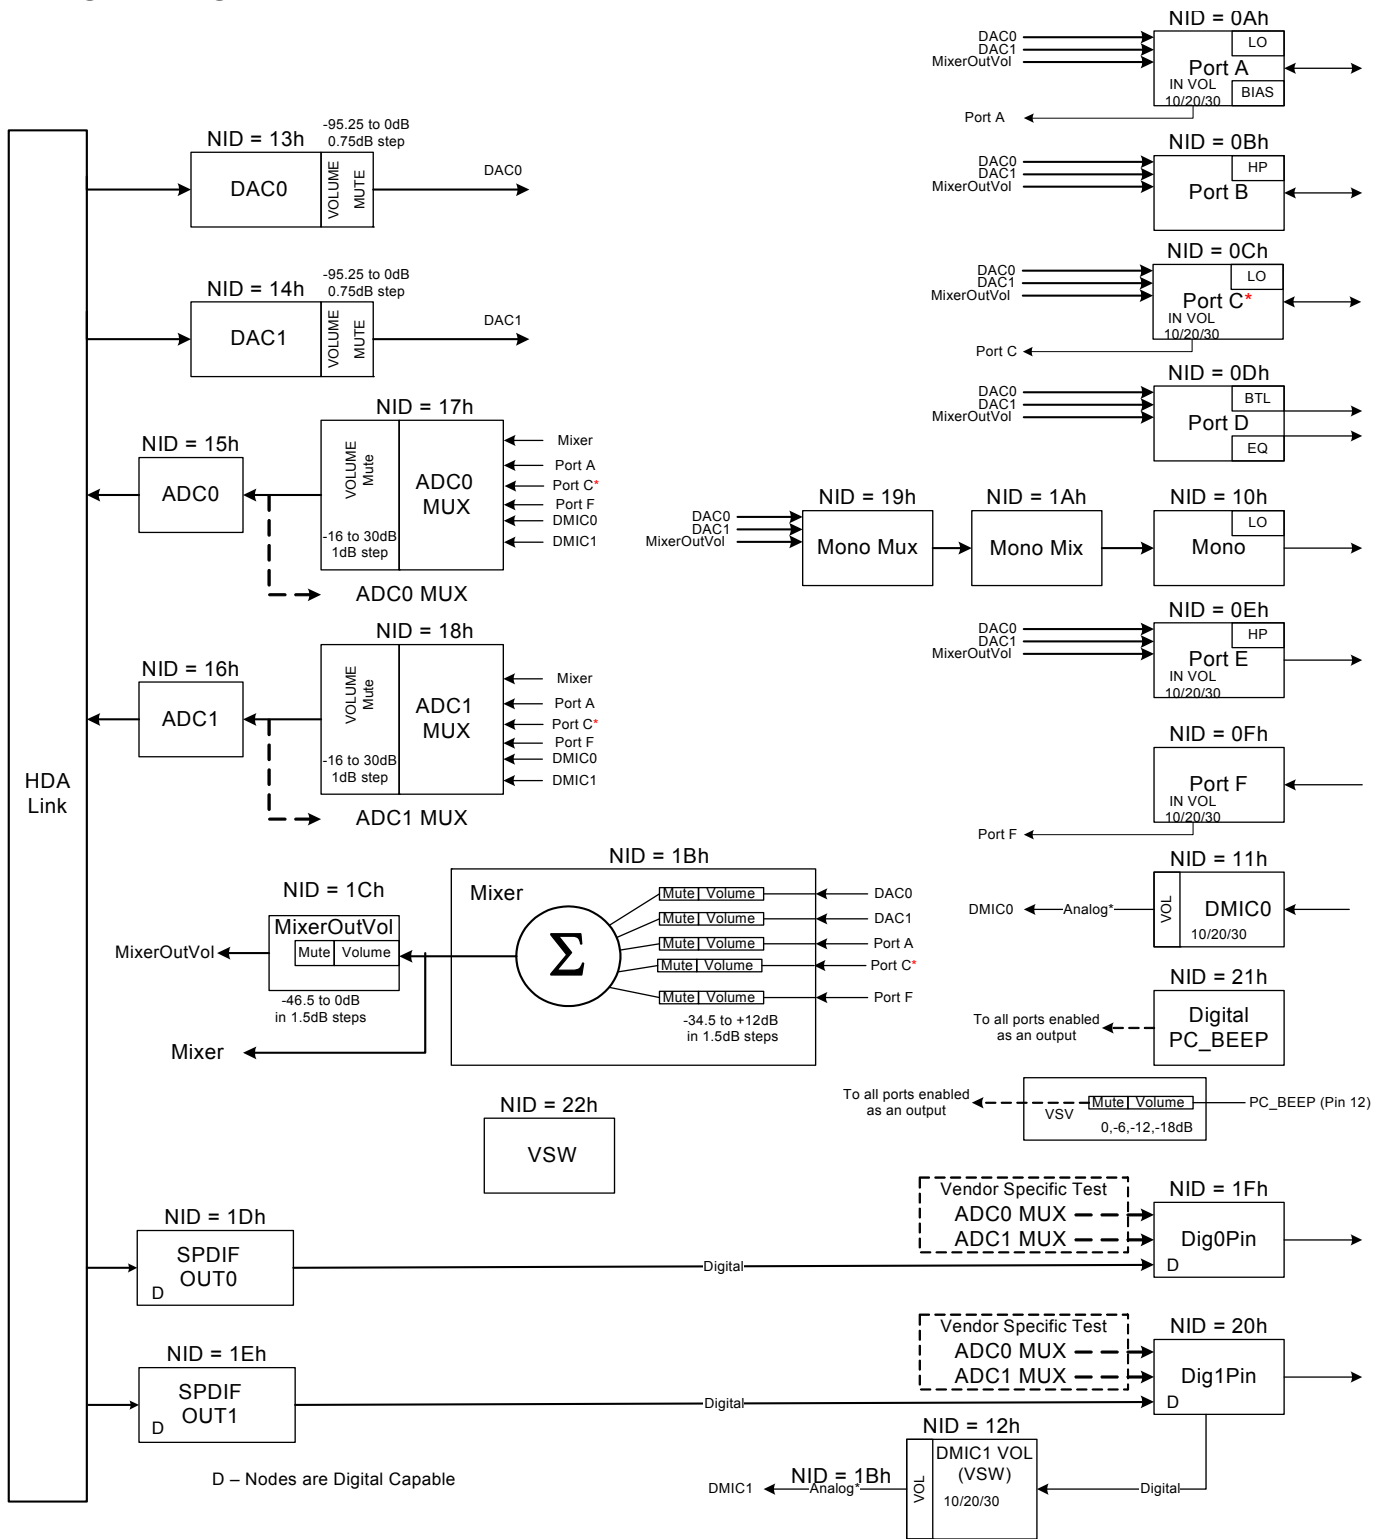 NID = 0Ah
DAC0
DAC1
MixerOutVol
LO
Port A
IN VOL
10/20/30
BIAS
Port A
NID = 13h
-95.25 to 0dB
0.75dB step
DAC0
VOLUME
MUTE
DAC0
NID = 0Bh
DAC0
DAC1
MixerOutVol
HP
Port B
NID = 0Ch
DAC0
DAC1
MixerOutVol
LO
Port C*
IN VOL
10/20/30
Port C
NID = 14h
-95.25 to 0dB
0.75dB step
DAC1
VOLUME
MUTE
DAC1
NID = 0Dh
DAC0
DAC1
MixerOutVol
BTL
Port D
EQ
NID = 17h
NID = 15h
ADC0
VOLUME
Mute
-16 to 30dB
1dB step
ADC0
MUX
Mixer
Port A
Port C*
Port F
DMIC0
DMIC1
ADC0 MUX
NID = 19h
NID = 1Ah
NID = 10h
DAC0
DAC1
MixerOutVol
Mono Mux
Mono Mix
LO
Mono
NID = 18h
NID = 16h
ADC1
VOLUME
Mute
-16 to 30dB
1dB step
ADC1
MUX
Mixer
Port A
Port C*
Port F
DMIC0
DMIC1
ADC1 MUX
NID = 0Eh
DAC0
DAC1
MixerOutVol
HP
Port E
IN VOL
10/20/30
NID = 0Fh
Port F
IN VOL
10/20/30
Port F
HDA
Link
NID = 1Bh
Mixer
Σ
Mute Volume
DAC0
Mute Volume
DAC1
Mute Volume
Port A
Mute Volume
Port C*
Mute Volume
Port F
-34.5 to +12dB
in 1.5dB steps
NID = 1Ch
MixerOutVol
Mute Volume
-46.5 to 0dB
in 1.5dB steps
MixerOutVol
Mixer
NID = 11h
DMIC0
Analog*
VOL
DMIC0
10/20/30
NID = 21h
Digital
PC_BEEP
To all ports enabled
as an output
To all ports enabled
as an output
VSV
Mute Volume
0,-6,-12,-18dB
PC_BEEP (Pin 12)
NID = 22h
VSW
NID = 1Dh
SPDIF
OUT0
D
Digital
Vendor Specific Test
ADC0 MUX
ADC1 MUX
NID = 1Fh
Dig0Pin
D
NID = 1Eh
SPDIF
OUT1
D
Digital
Vendor Specific Test
ADC0 MUX
ADC1 MUX
NID = 20h
Dig1Pin
D
NID = 12h
DMIC1 VOL
(VSW)
VOL
10/20/30
Digital
NID = 1Bh
DMIC1
Analog*
D – Nodes are Digital Capable